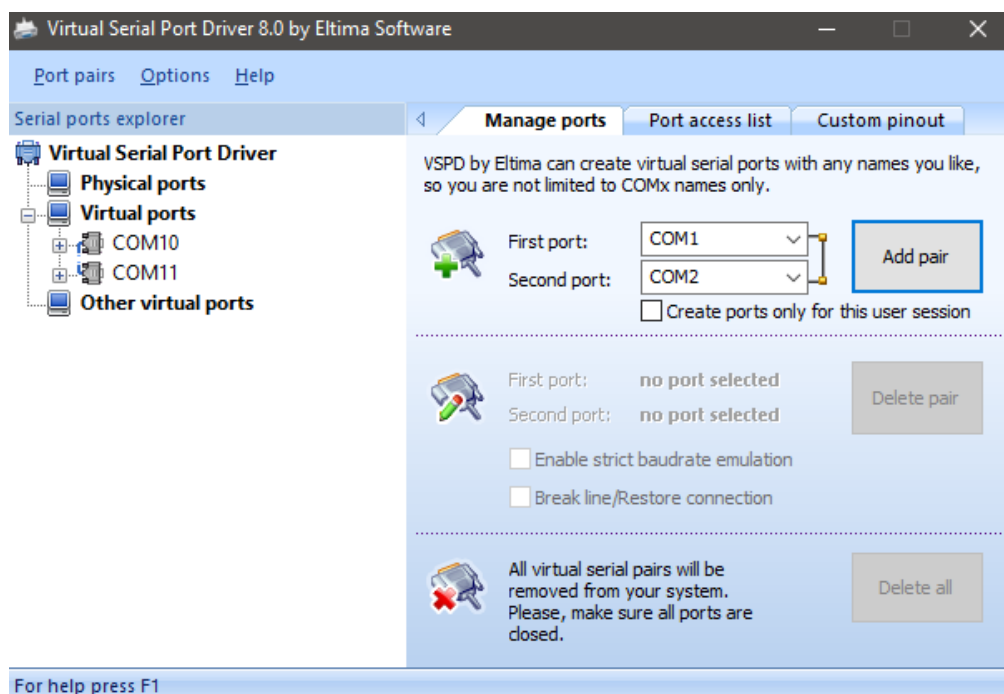 Virtual Serial Port Driver 8.0 by Eltima Software
Port pairs Options Help
Serial ports explorer
Virtual Serial Port Driver
Physical ports
Virtual ports
COM10
COM11
Other virtual ports
Manage ports Port access list Custom pinout
VSPD by Eltima can create virtual serial ports with any names you like,
so you are not limited to COMx names only.
First port: COM1
Second port: COM2
Add pair
Create ports only for this user session
First port: no port selected
Second port: no port selected
Delete pair
Enable strict baudrate emulation
Break line/Restore connection
All virtual serial pairs will be
removed from your system.
Please, make sure all ports are
closed.
Delete all
For help press F1